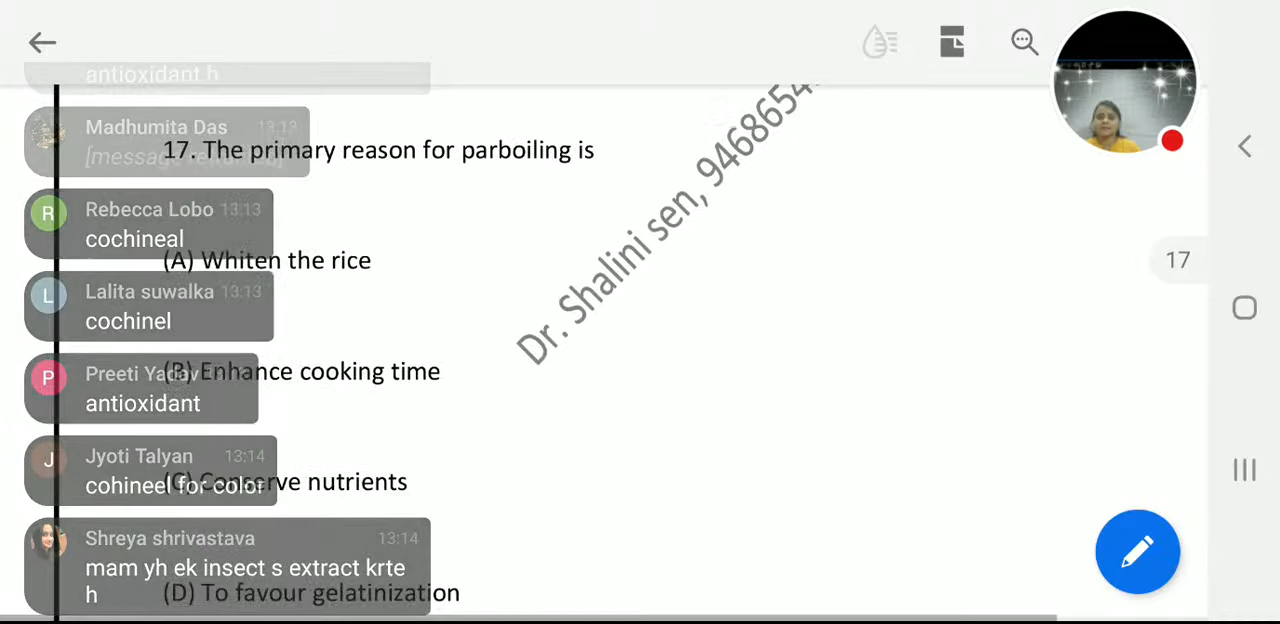 antioxidant h
Madhumita Das 13:13
17. The primary reason for parboiling is
Rebecca Lobo 13:13
cochineal
(A) Whiten the rice
Lalita suwalka 13:13
cochinel
Preeti Yadav
(B) Enhance cooking time
antioxidant
Jyoti Talyan 13:14
cohineel for color
(C) Conserve nutrients
Shreya shrivastava 13:14
mam yh ek insect s extract krte
h
(D) To favour gelatinization
Dr. Shalini sen,
17
R
L
P
J